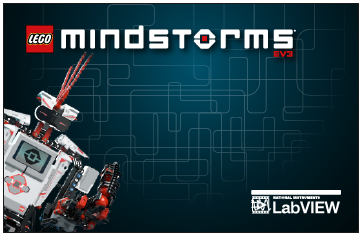 LEGO mindstorms
EV3
NATIONAL INSTRUMENTS
LabVIEW